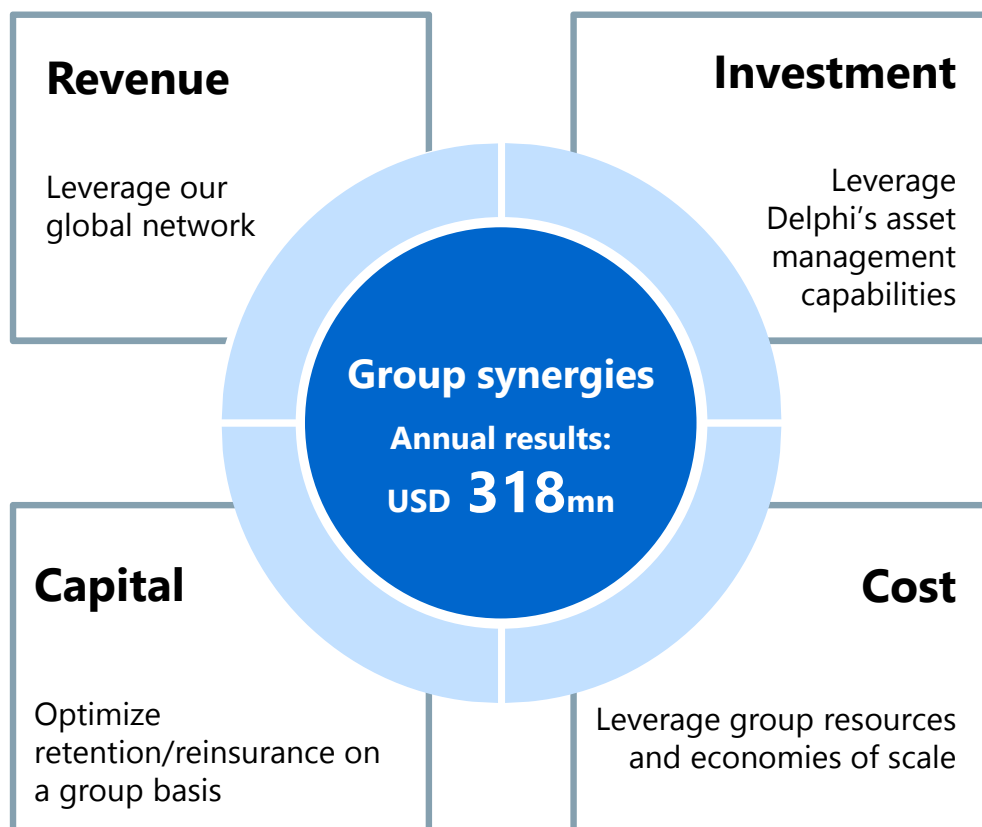 Revenue
Leverage our
global network
Investment
Leverage
Delphi’s asset
management
capabilities
Group synergies
Annual results:
USD 318mn
Capital
Optimize
retention/reinsurance on
a group basis
Cost
Leverage group resources
and economies of scale